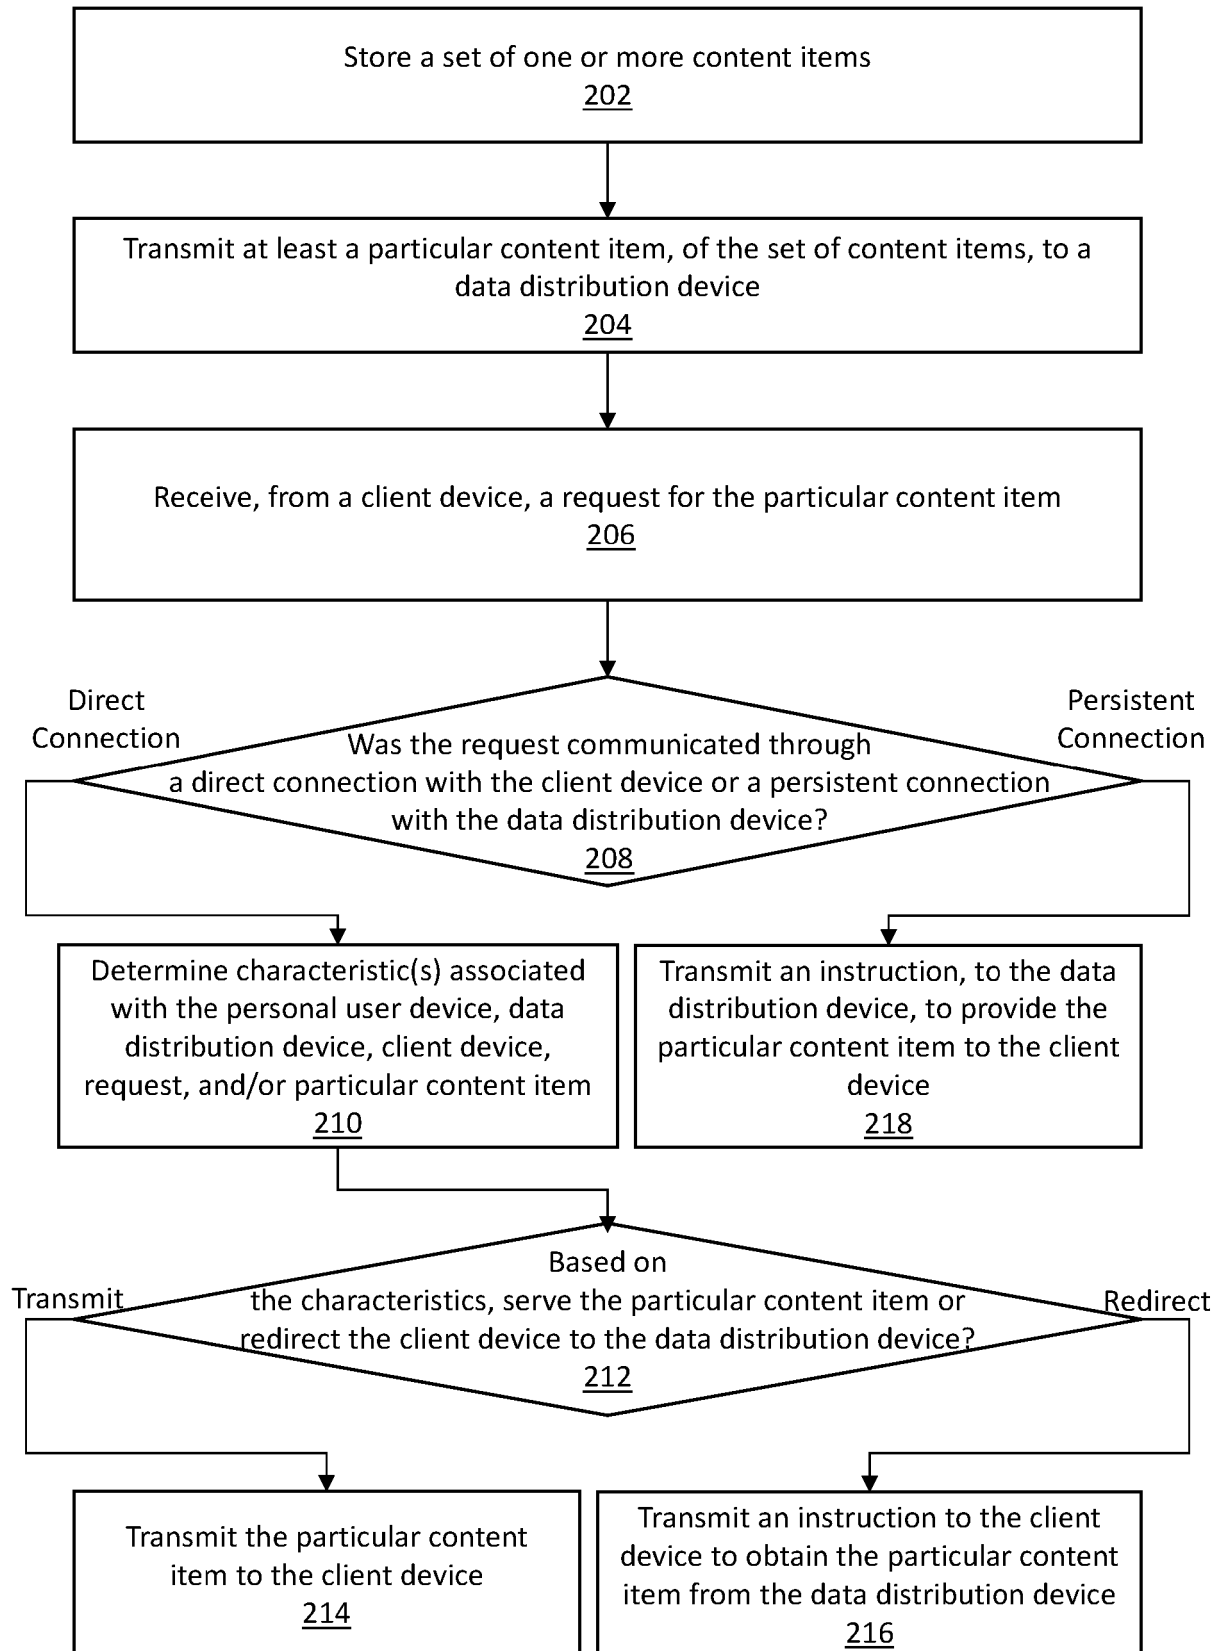 Store a set of one or more content items
202
Transmit at least a particular content item, of the set of content items, to a
data distribution device
204
Receive, from a client device, a request for the particular content item
206
Direct
Connection
Persistent
Connection
Was the request communicated through
a direct connection with the client device or a persistent connection
with the data distribution device?
208
Determine characteristic(s) associated
with the personal user device, data
distribution device, client device,
request, and/or particular content item
210
Transmit an instruction, to the data
distribution device, to provide the
particular content item to the client
device
218
Transmit
Redirect
Based on
the characteristics, serve the particular content item or
redirect the client device to the data distribution device?
212
Transmit the particular content
item to the client device
214
Transmit an instruction to the client
device to obtain the particular content
item from the data distribution device
216